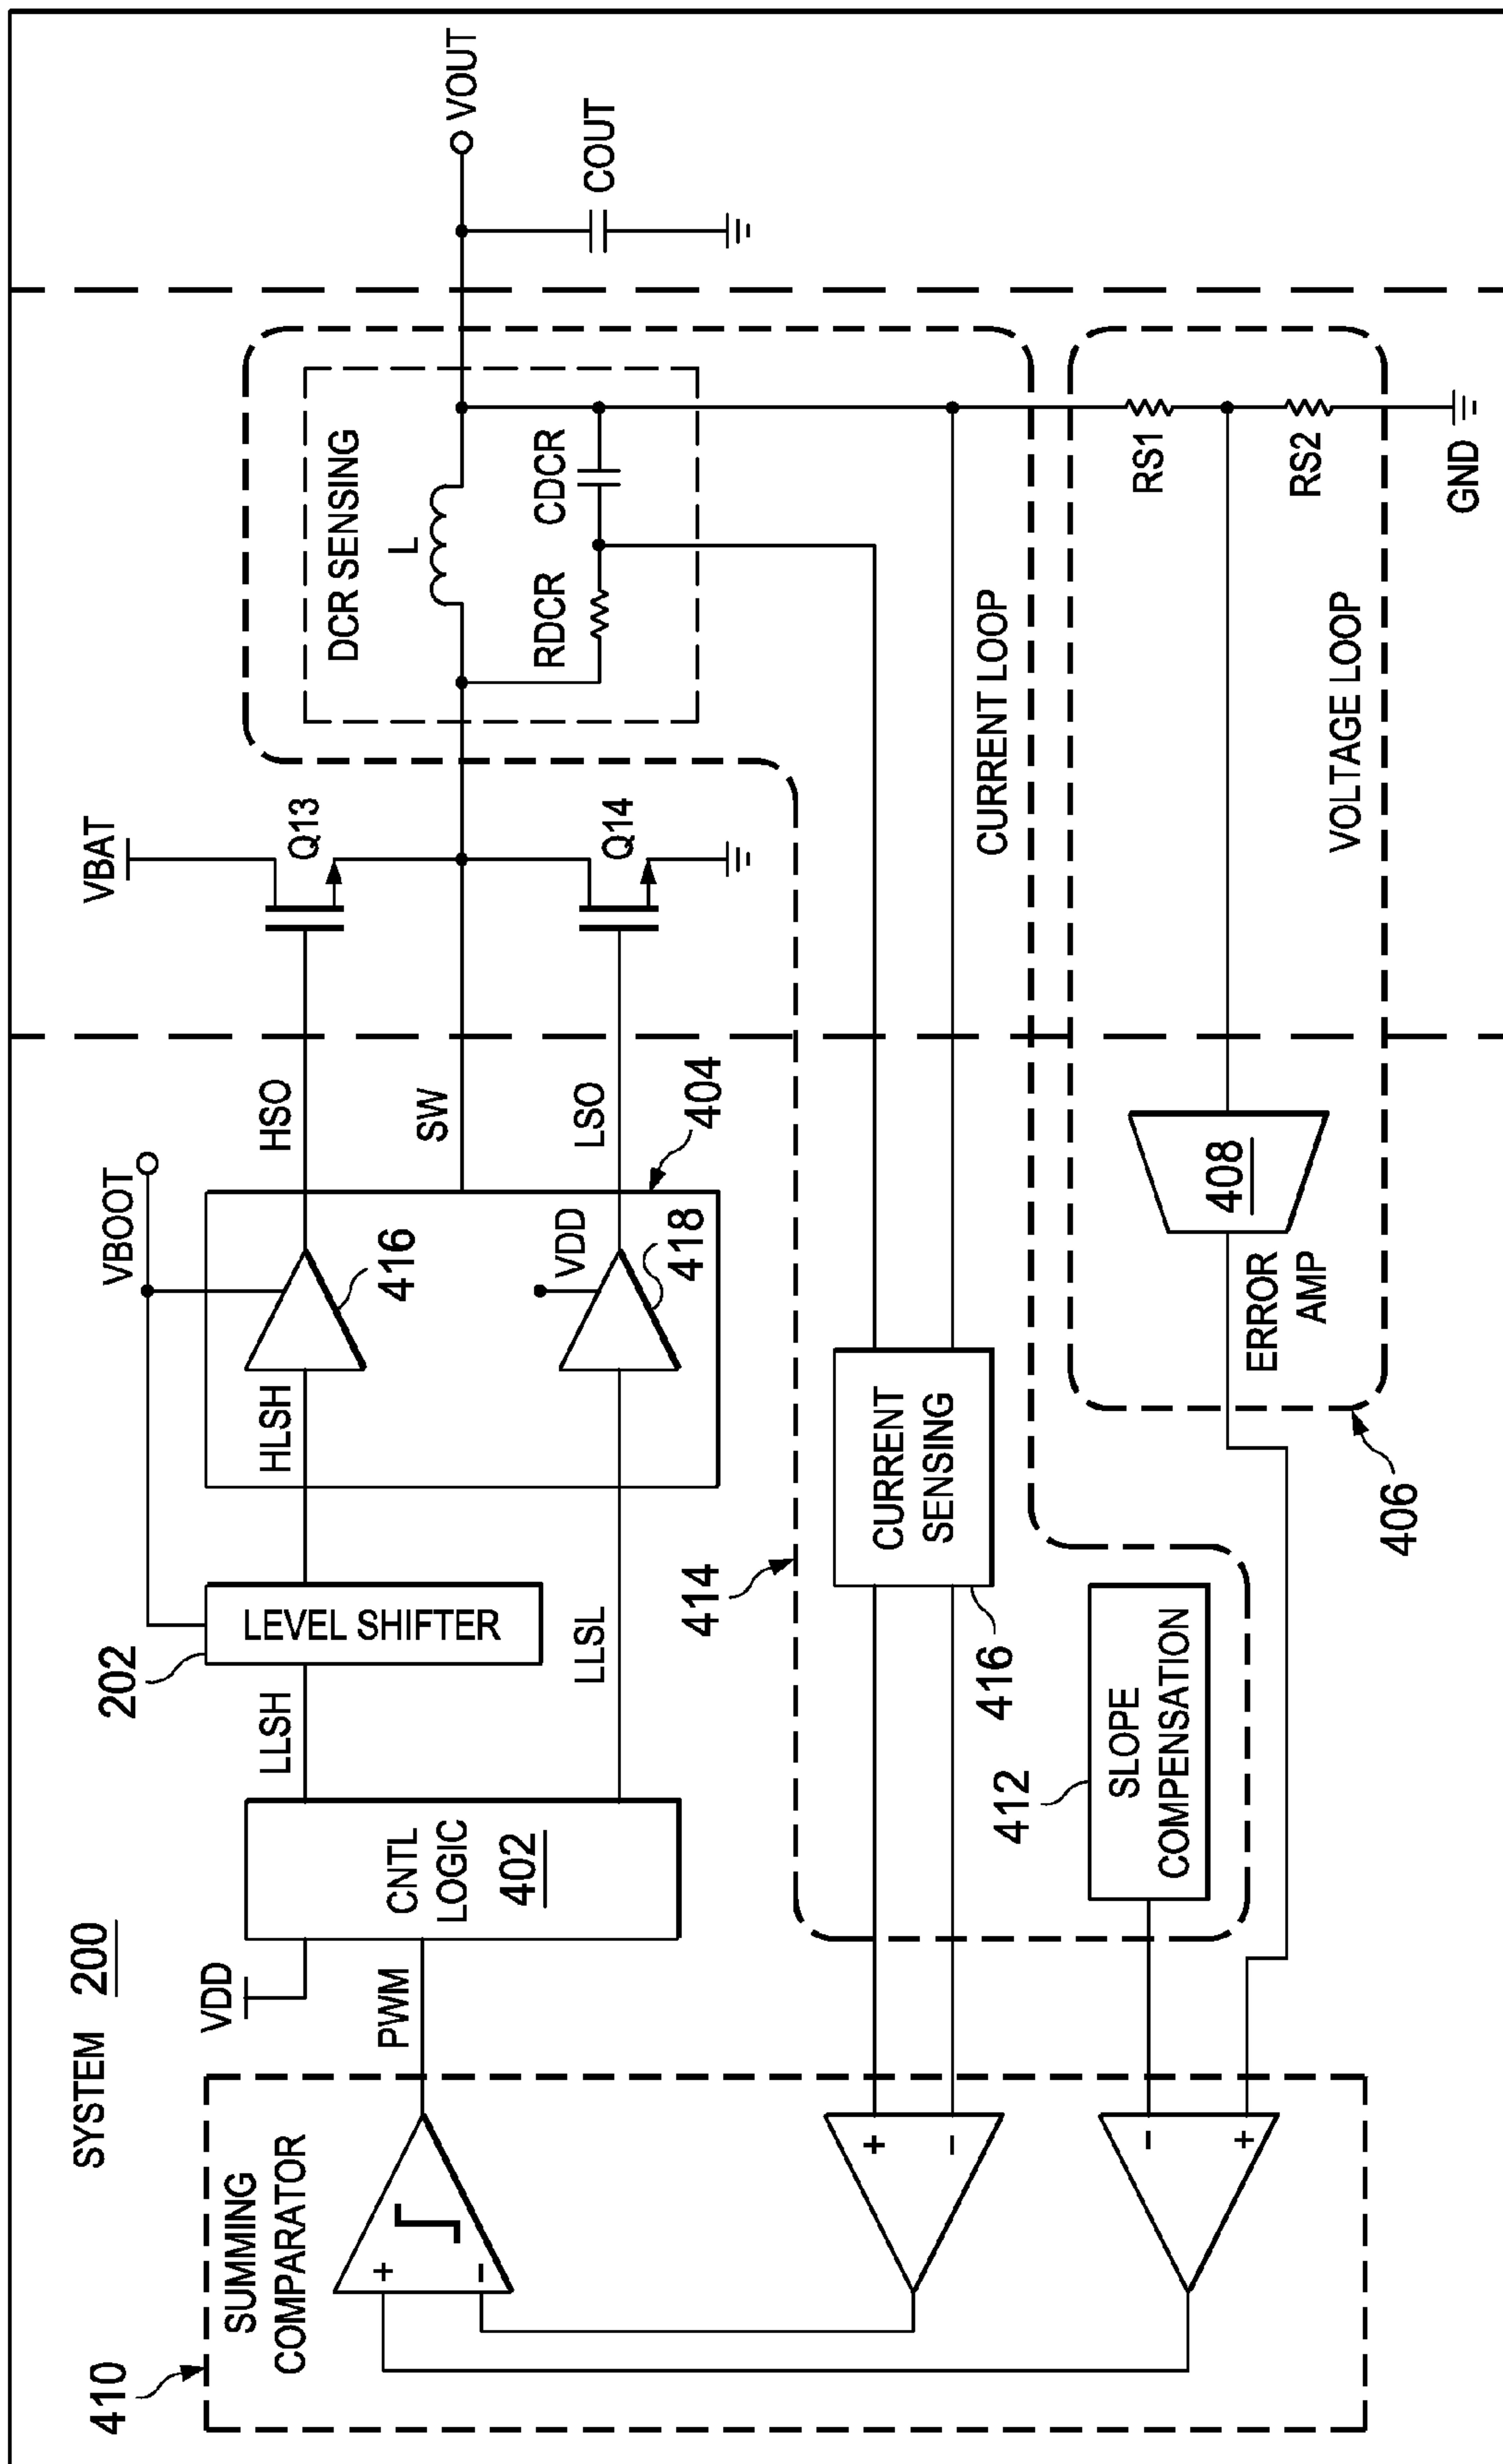 SYSTEM 200
410
SUMMING
COMPARATOR
+
-
+
-
-
+
PWM
VDD
CNTL
LOGIC
402
LLSH
LLSL
202
LEVEL SHIFTER
HLSH
VBOOT
416
VDD
418
404
HSO
SW
LSO
VBAT
Q13
Q14
DCR SENSING
L
RDCR
CDCR
VOUT
COUT
414
CURRENT
SENSING
416
CURRENT LOOP
412
SLOPE
COMPENSATION
ERROR
AMP
408
406
VOLTAGE LOOP
RS1
RS2
GND